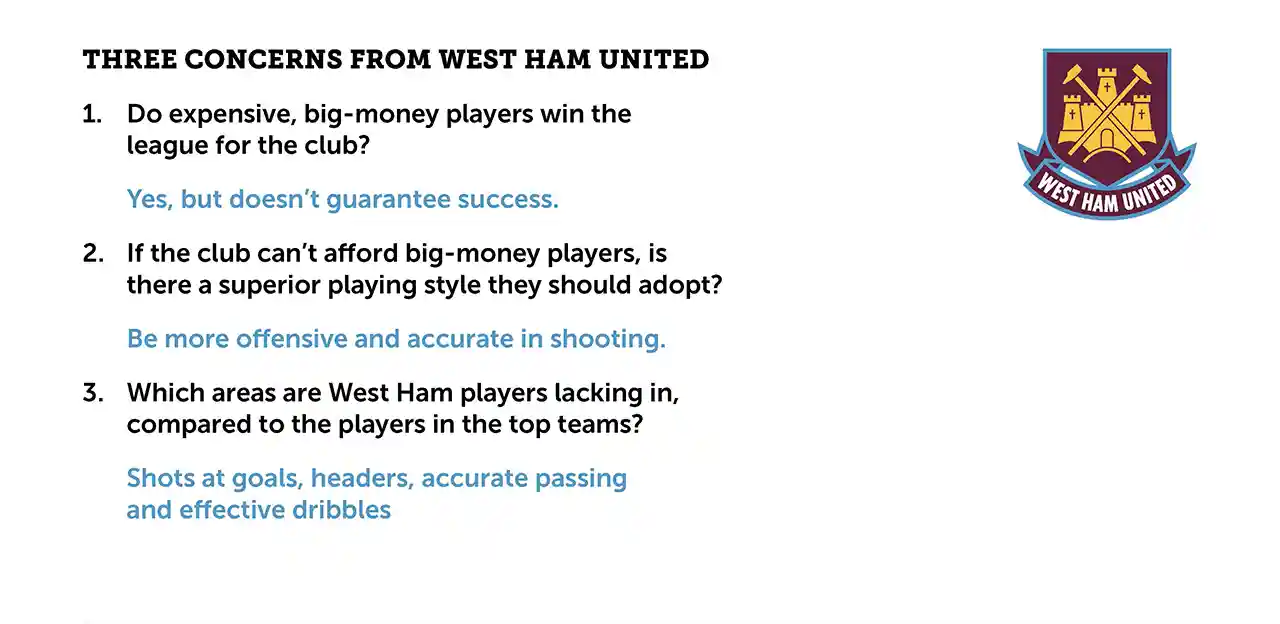 THREE CONCERNS FROM WEST HAM UNITED
1. Do expensive, big-money players win the
league for the club?
Yes, but doesn’t guarantee success.
2. If the club can’t afford big-money players, is
there a superior playing style they should adopt?
Be more offensive and accurate in shooting.
3. Which areas are West Ham players lacking in,
compared to the players in the top teams?
Shots at goals, headers, accurate passing
and effective dribbles
WEST HAM UNITED